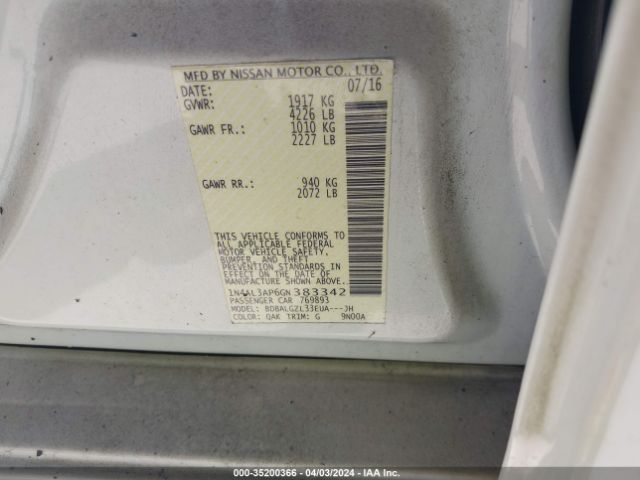 MFD BY NISSAN MOTOR CO., LTD.
DATE: 07/16
GVWR: 1917 KG
4226 LB
GAWR FR.: 1010 KG
2227 LB
GAWR RR.: 940 KG
2072 LB
THIS VEHICLE CONFORMS TO
ALL APPLICABLE FEDERAL
MOTOR VEHICLE SAFETY,
BUMPER, AND THEFT
PREVENTION STANDARDS
IN EFFECT ON THE DATE OF
MANUFACTURE SHOWN ABOVE.
1N4AL3AP6GN 383342
PASSENGER CAR 769893
MODEL: BDBALGZL33EUA---JH
COLOR: QAK TRIM: G 9N00A
000-35200366 - 04/03/2024 - IAA Inc.